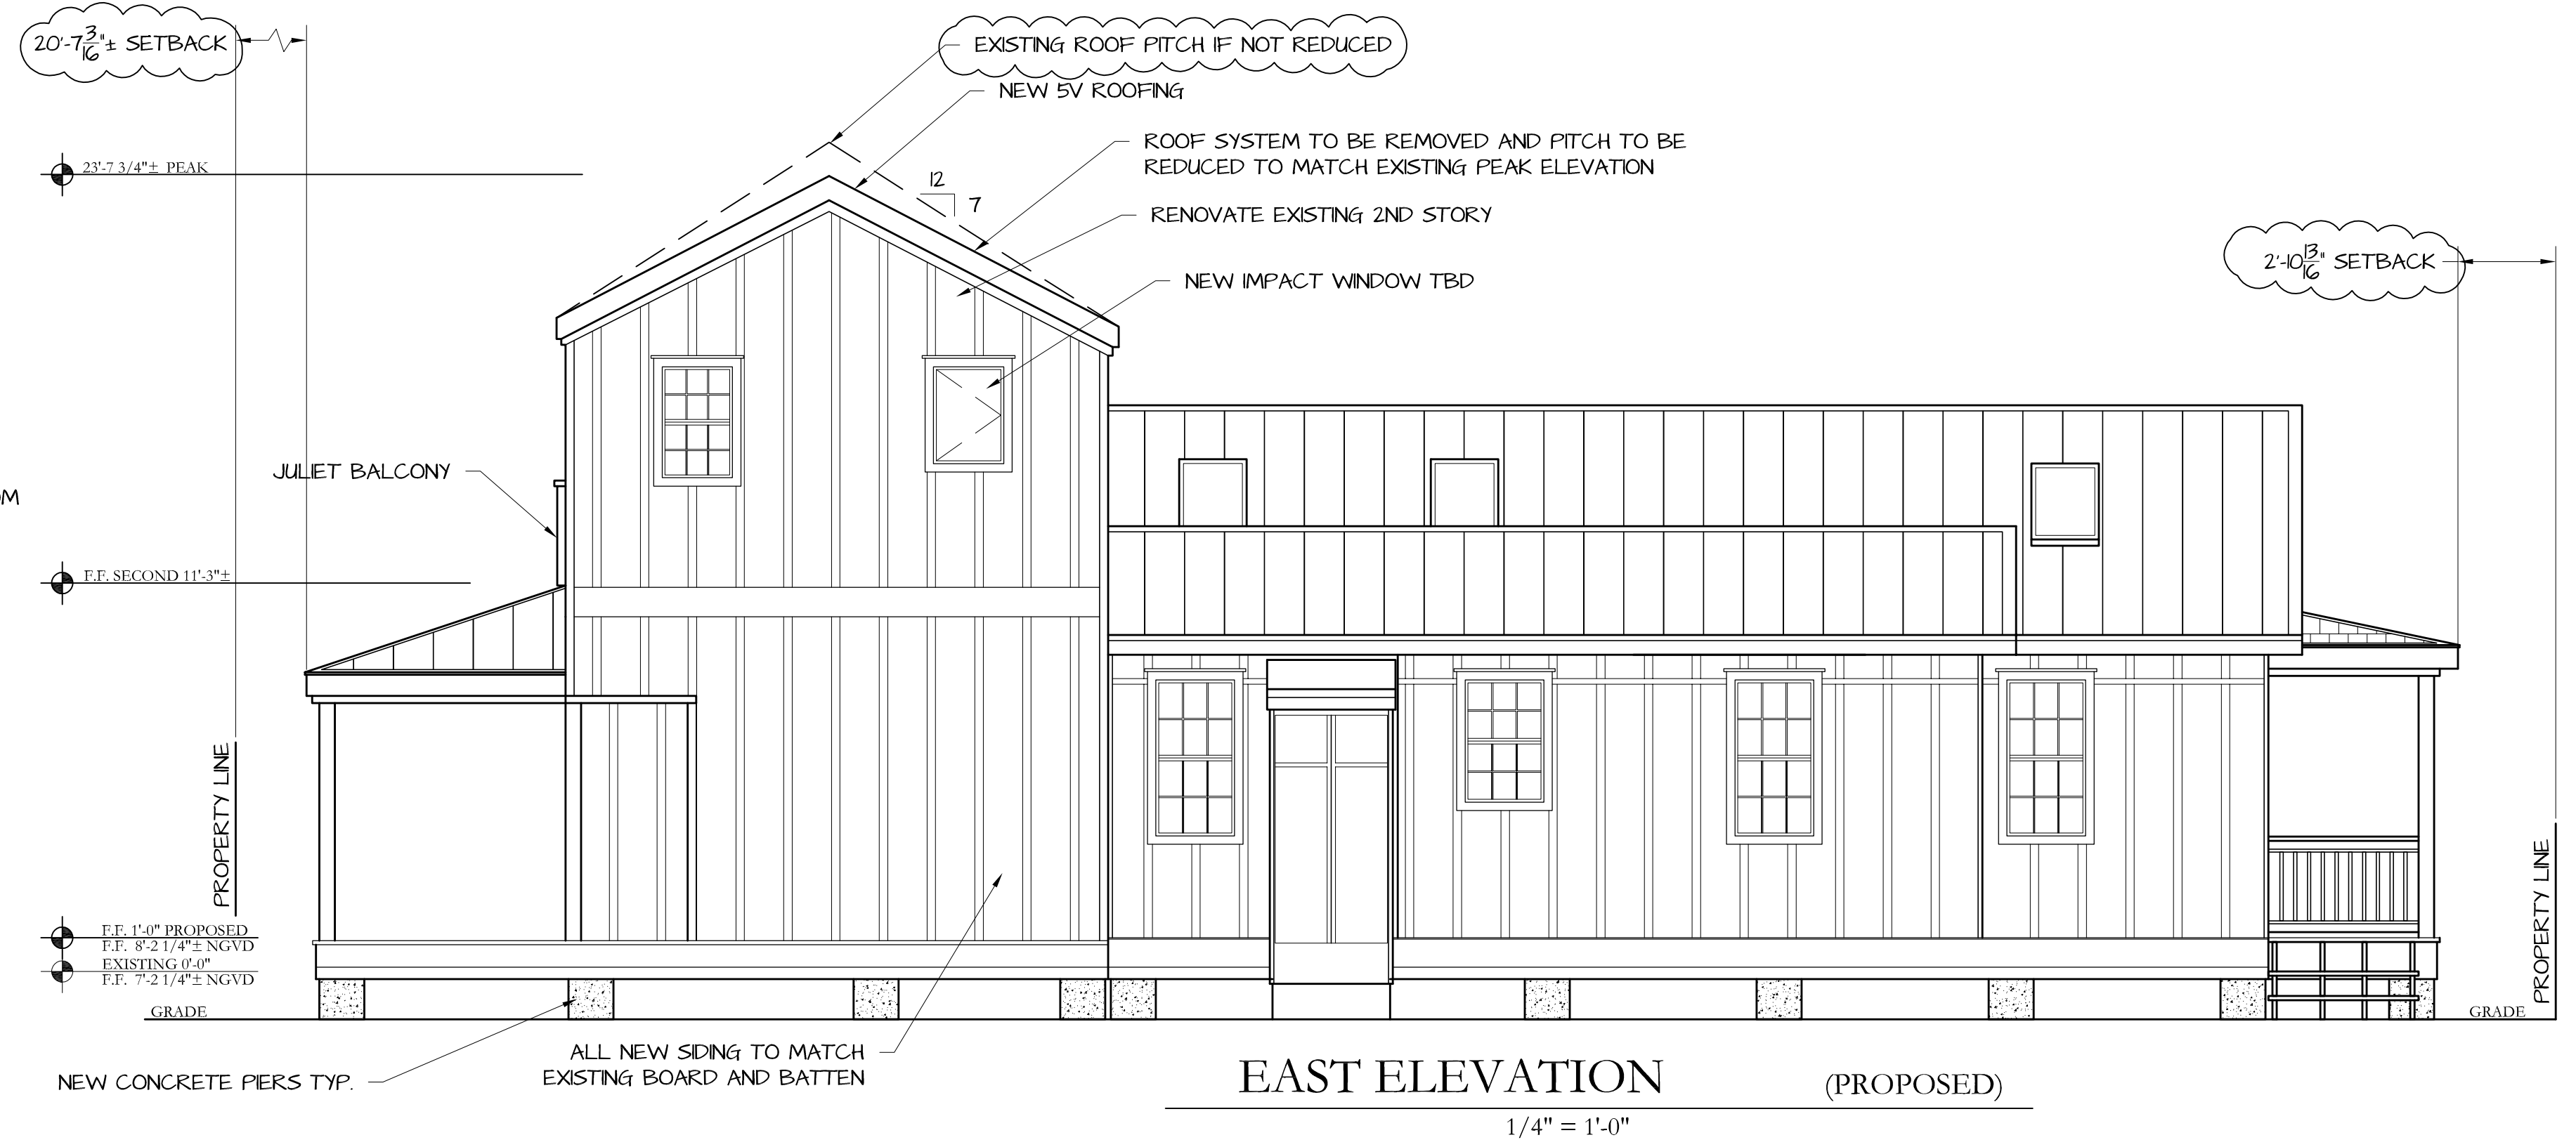 20'-7 3/16"± SETBACK
EXISTING ROOF PITCH IF NOT REDUCED
NEW 5V ROOFING
ROOF SYSTEM TO BE REMOVED AND PITCH TO BE
REDUCED TO MATCH EXISTING PEAK ELEVATION
23'-7 3/4"± PEAK
12
7
RENOVATE EXISTING 2ND STORY
2'-10 13/16" SETBACK
NEW IMPACT WINDOW TBD
JULIET BALCONY
OM
F.F. SECOND 11'-3"±
PROPERTY LINE
PROPERTY LINE
F.F. 1'-0" PROPOSED
F.F. 8'-2 1/4"± NGVD
EXISTING 0'-0"
F.F. 7'-2 1/4"± NGVD
GRADE
GRADE
ALL NEW SIDING TO MATCH
EXISTING BOARD AND BATTEN
NEW CONCRETE PIERS TYP.
EAST ELEVATION (PROPOSED)
1/4" = 1'-0"